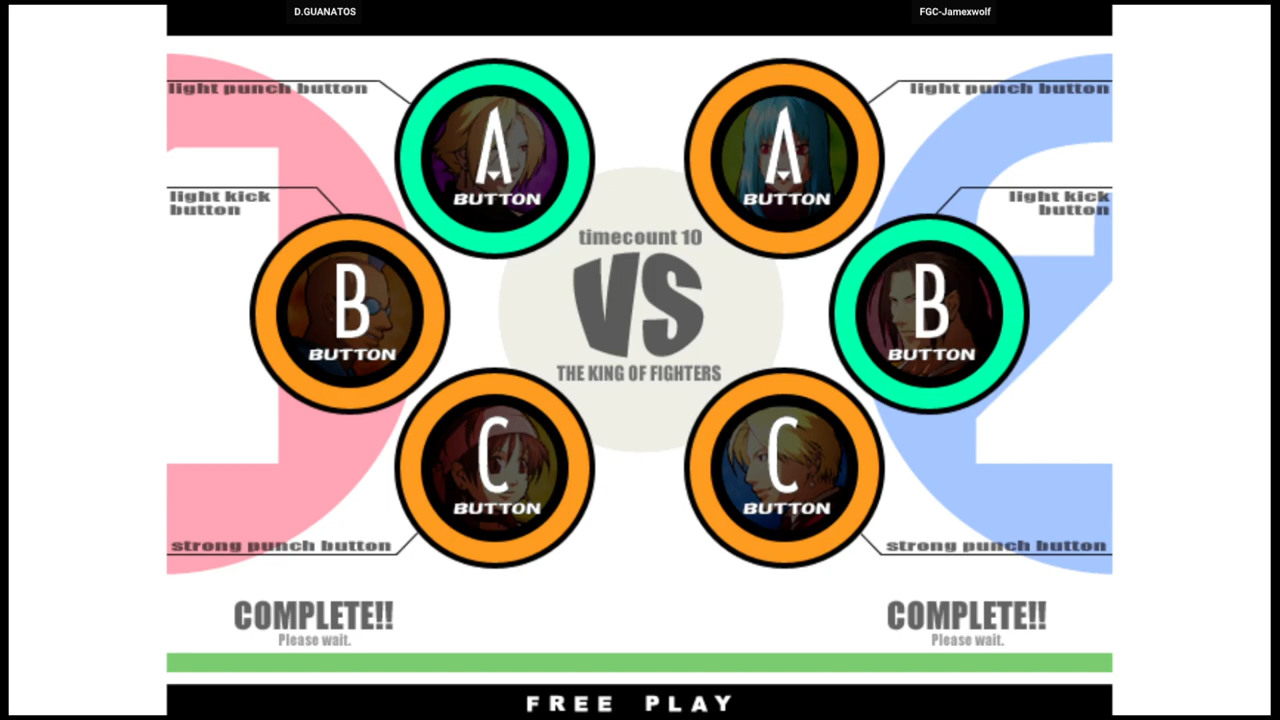 D.GUANATOS
FGC-Jamexwolf
light punch button
light punch button
A
BUTTON
A
BUTTON
light kick
button
light kick
button
timecount 10
VS
THE KING OF FIGHTERS
B
BUTTON
B
BUTTON
C
BUTTON
C
BUTTON
strong punch button
strong punch button
COMPLETE!!
Please wait.
COMPLETE!!
Please wait.
FREE PLAY
1
2